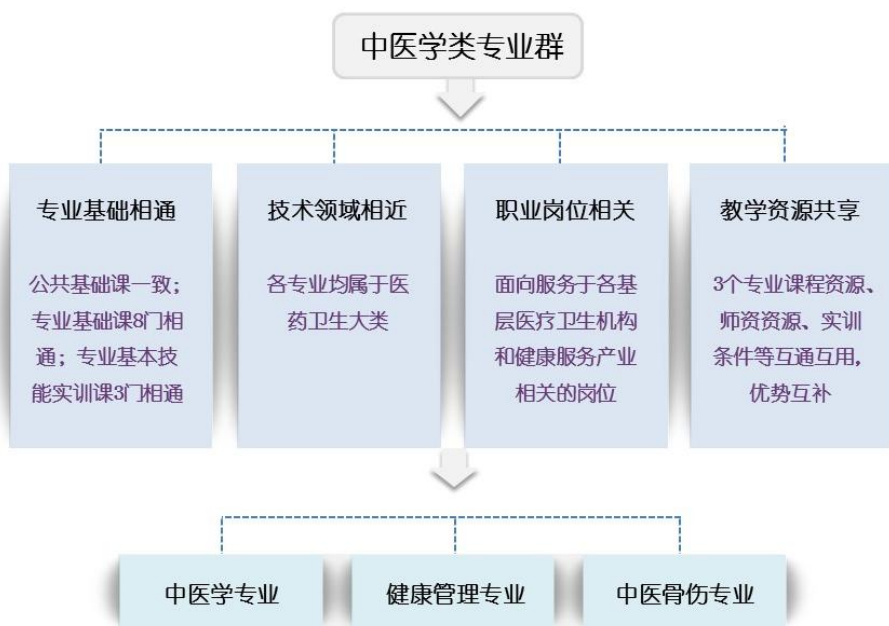 中医学类专业群
专业基础相通
公共基础课一致；
专业基础课8门相
通；专业基本技
能实训课3门相通
技术领域相近
各专业均属于医
药卫生大类
职业岗位相关
面向服务于各基
层医疗卫生机构
和健康服务产业
相关的岗位
教学资源共享
3个专业课程资源、
师资资源、实训
条件等互通互用，
优势互补
中医学专业
健康管理专业
中医骨伤专业